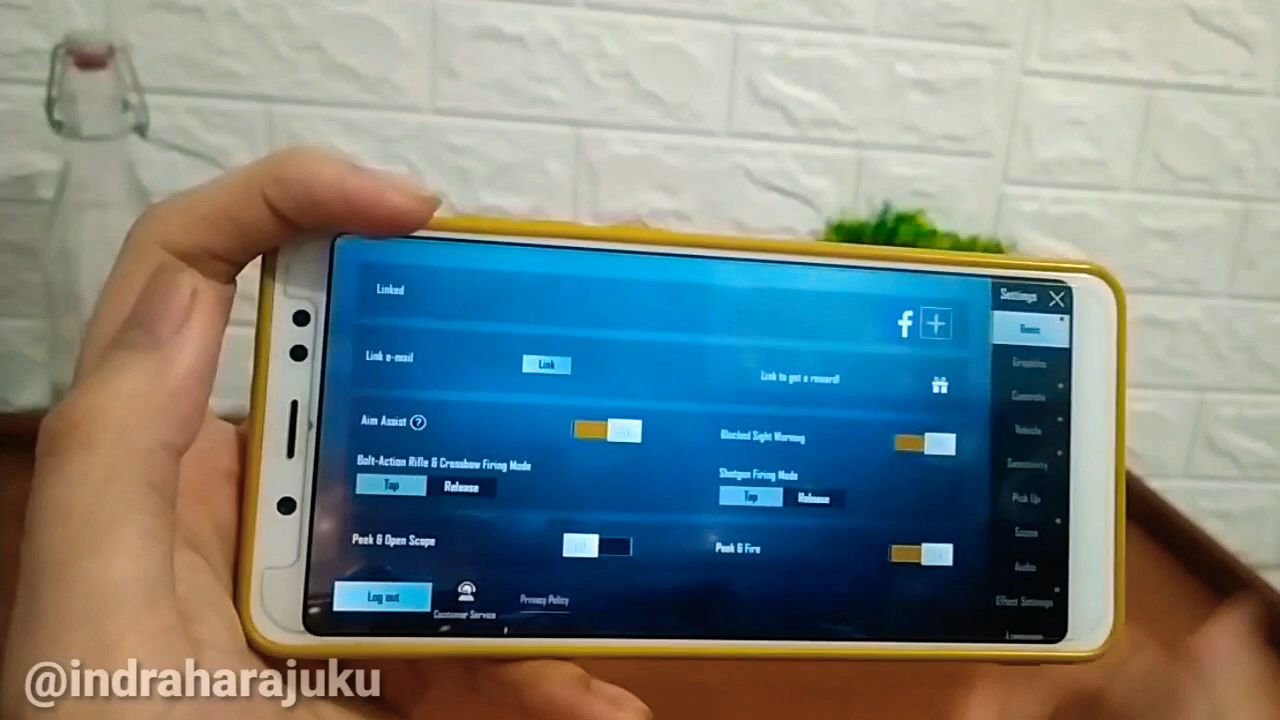 Linked
Settings
Basic
Link e-mail
Link
Link to get a reward!
Graphics
Controls
Vehicle
Aim Assist ?
Blocked Sight Warning
Sensitivity
Bolt-Action Rifle & Crossbow Firing Mode
Tap
Release
Shotgun Firing Mode
Tap
Release
Pick Up
Peek & Open Scope
Peek & Fire
Scope
Audio
Log out
Customer Service
Privacy Policy
Effect Settings
@indraharajuku